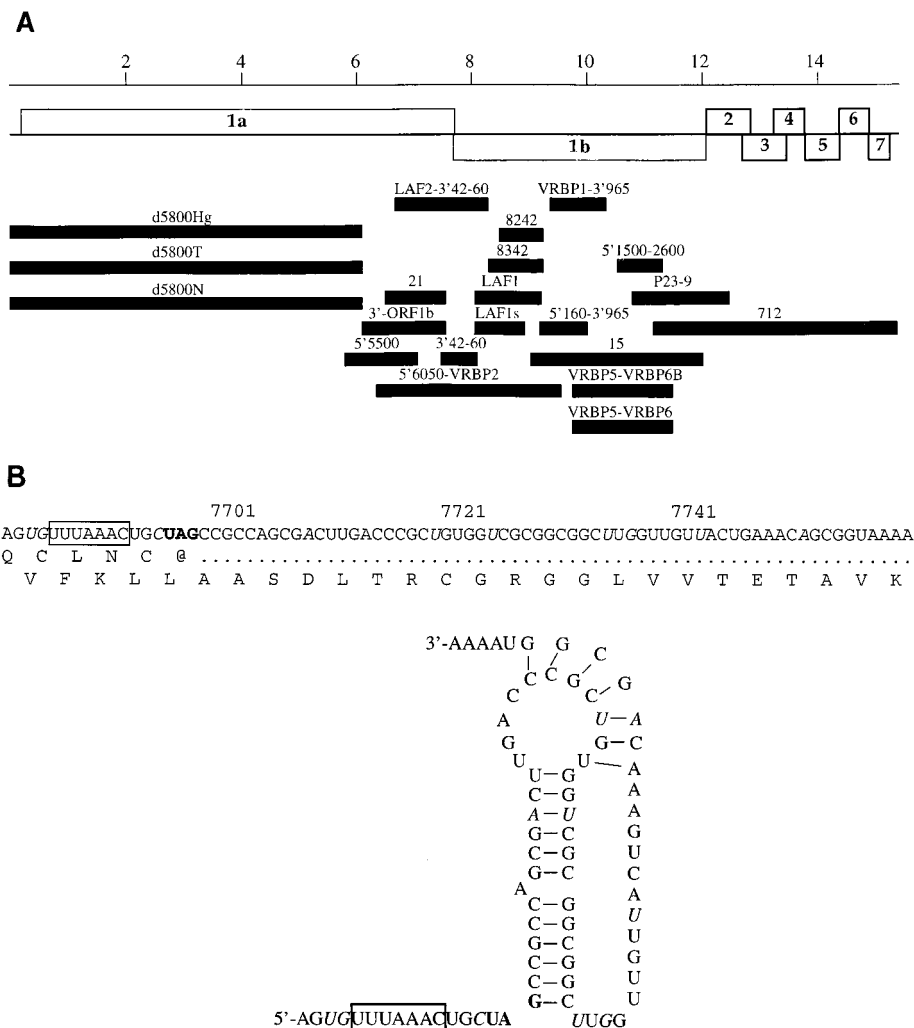 A
2 4 6 8 10 12 14
1a 2 4 6
1b 3 5 7
LAF2-3'42-60 VRBP1-3'965
d5800Hg 8242
d5800T 8342 5'1500-2600
d5800N 21 LAF1 P23-9
3'-ORF1b LAF1s 5'160-3'965 712
5'5500 3'42-60 15
5'6050-VRBP2 VRBP5-VRBP6B
VRBP5-VRBP6
B
7701 7721 7741
AGUGUUUAAACUGCUAGCCGCCAGCGACUUGACCCGCUGUGGUCGCGGCGGCUUGGUUGUUACUGAAACAGCGGUAAAA
Q C L N C @ ..............................................................
V F K L L A A S D L T R C G R G G L V V T E T A V K
3'-AAAAUG G C
C C G G
C C
A U–A
G G–C
U U A
U–G A
C–G A
A–U G
G–C U
C–G C
G–C A
A U
C–G U
C–G G
G–C U
C–G U
C–G
G–C
5'-AGUGUUUAAACUGCUA UUGG